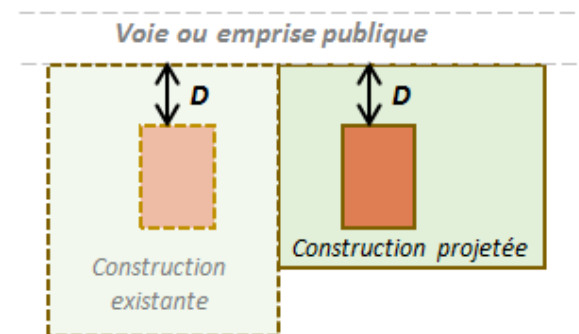 Voie ou emprise publique
D
D
Construction projetée
Construction
existante